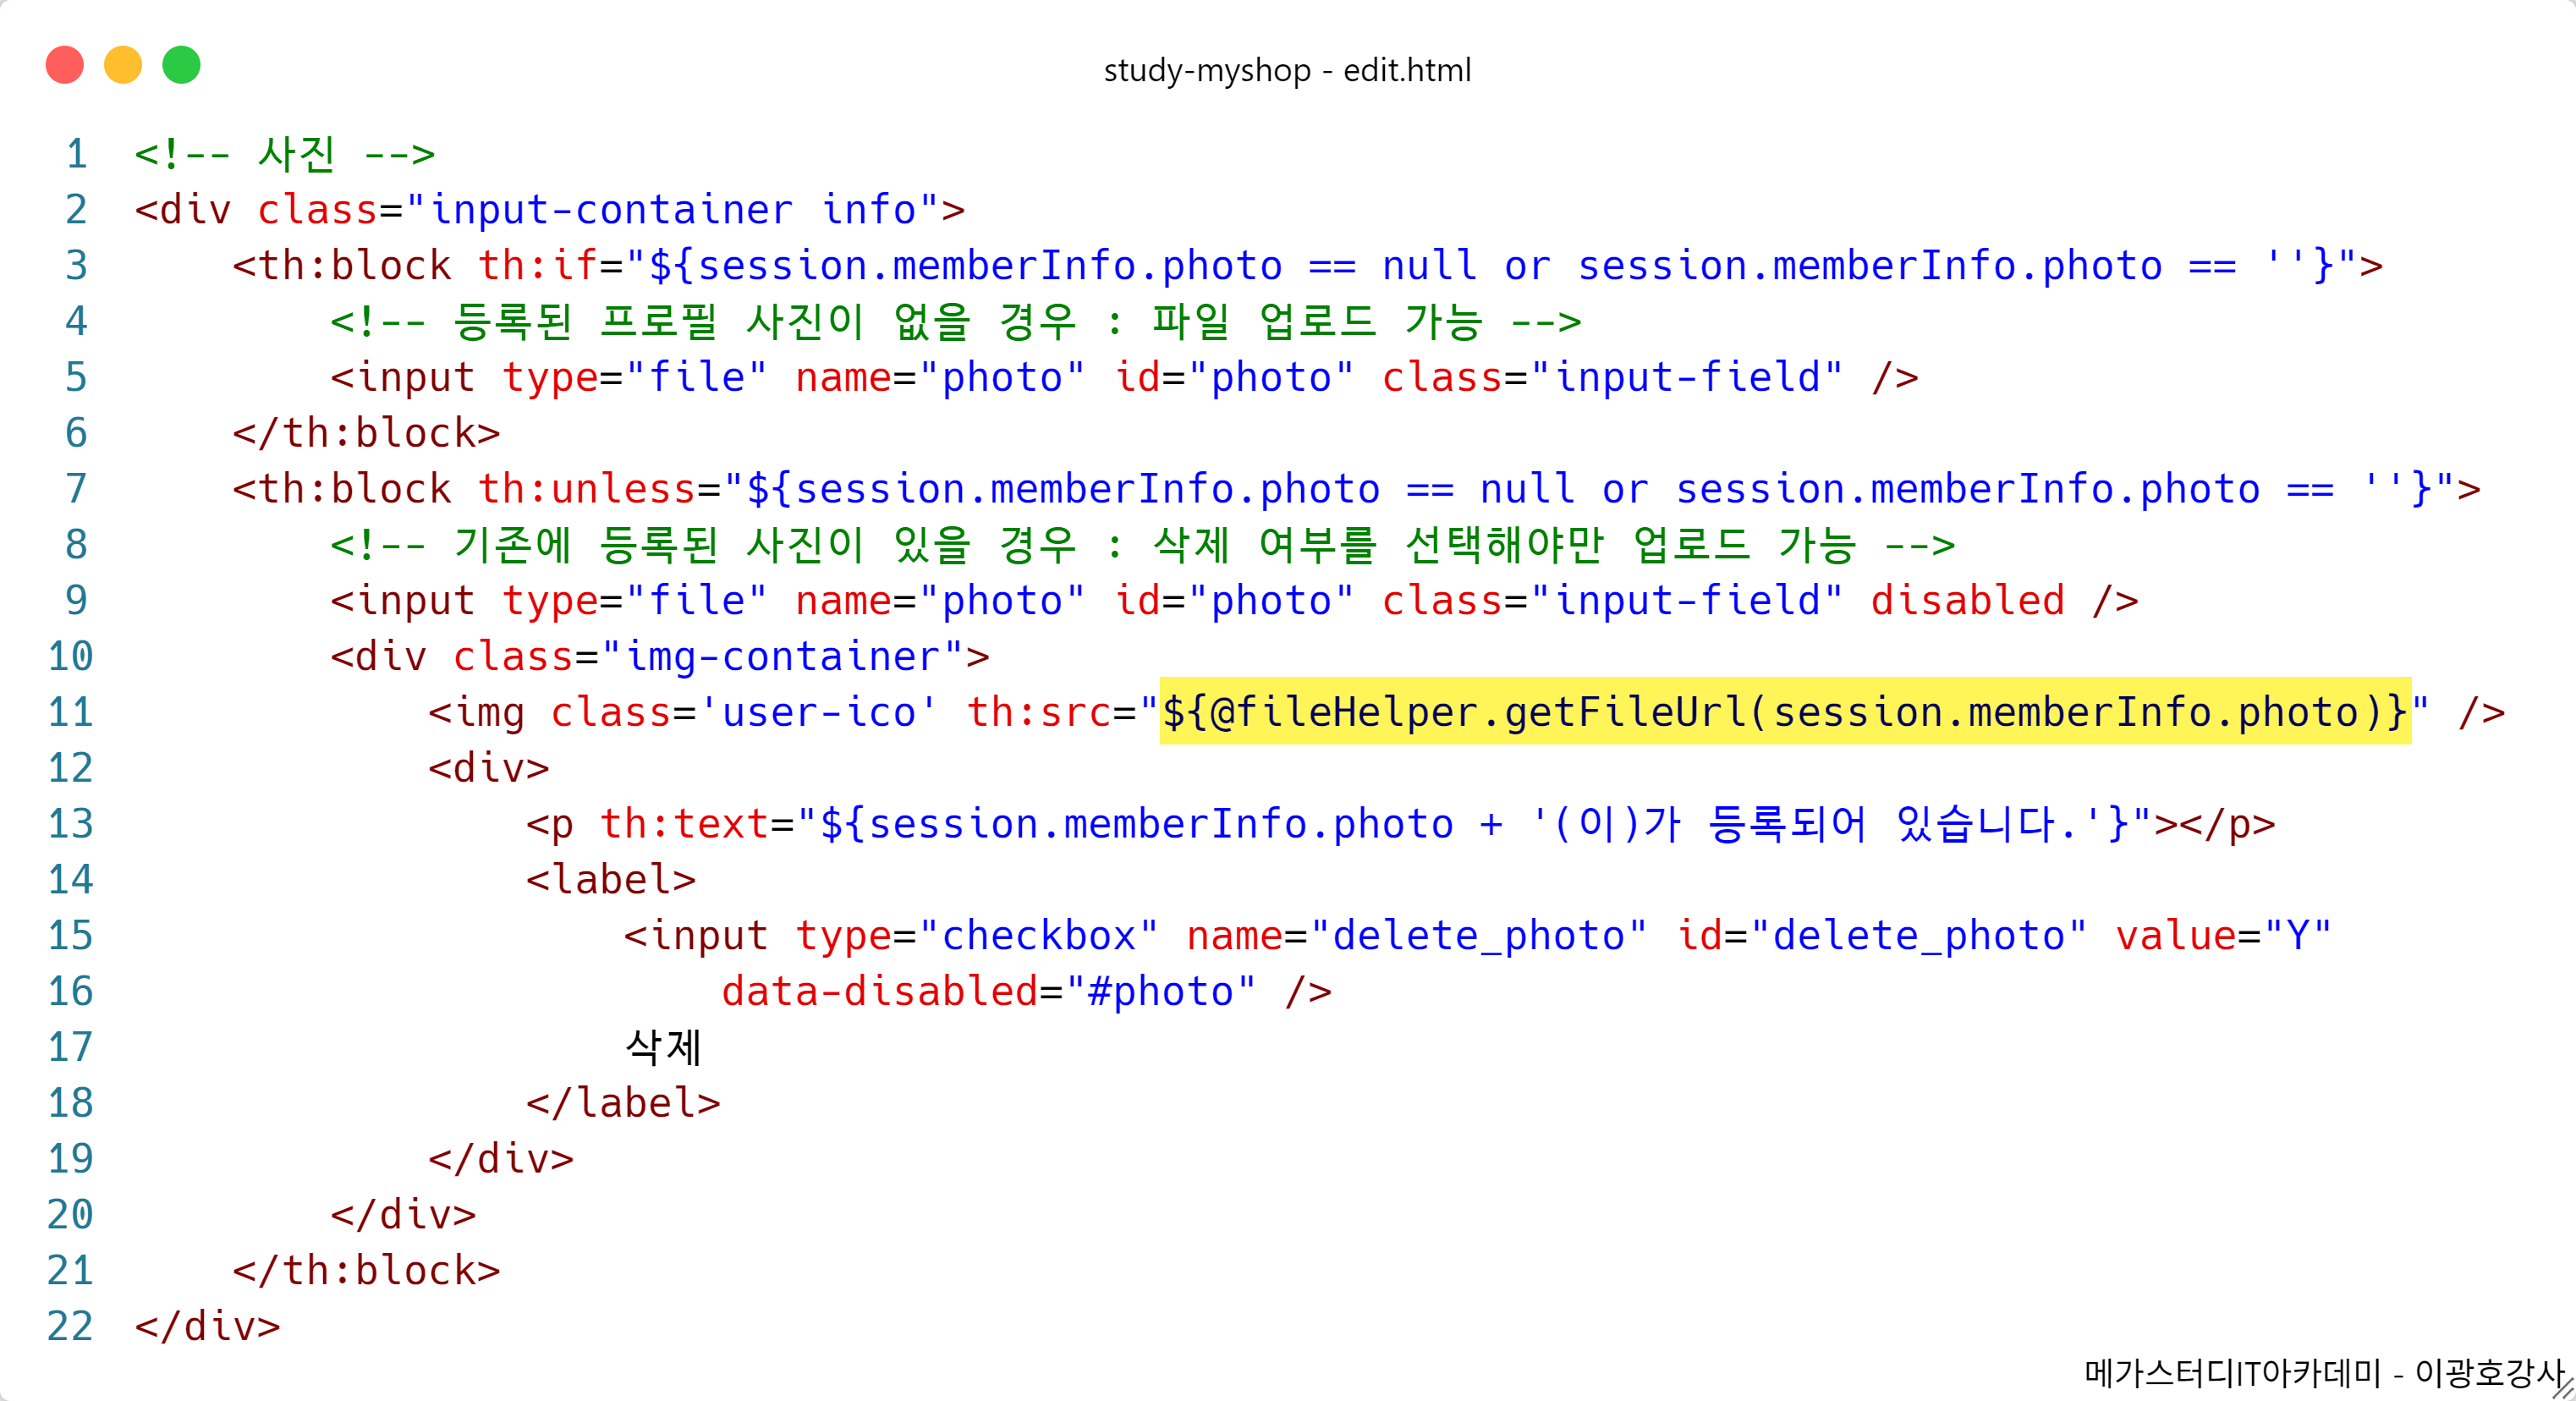 study-myshop - edit.html
1 <!-- 사진 -->
2 <div class="input-container info">
3     <th:block th:if="${session.memberInfo.photo == null or session.memberInfo.photo == ''}">
4         <!-- 등록된 프로필 사진이 없을 경우 : 파일 업로드 가능 -->
5         <input type="file" name="photo" id="photo" class="input-field" />
6     </th:block>
7     <th:block th:unless="${session.memberInfo.photo == null or session.memberInfo.photo == ''}">
8         <!-- 기존에 등록된 사진이 있을 경우 : 삭제 여부를 선택해야만 업로드 가능 -->
9         <input type="file" name="photo" id="photo" class="input-field" disabled />
10         <div class="img-container">
11             <img class='user-ico' th:src="${@fileHelper.getFileUrl(session.memberInfo.photo)}" />
12             <div>
13                 <p th:text="${session.memberInfo.photo + '(이)가 등록되어 있습니다.'}"></p>
14                 <label>
15                     <input type="checkbox" name="delete_photo" id="delete_photo" value="Y"
16                         data-disabled="#photo" />
17                     삭제
18                 </label>
19             </div>
20         </div>
21     </th:block>
22 </div>
메가스터디IT아카데미 - 이광호강사